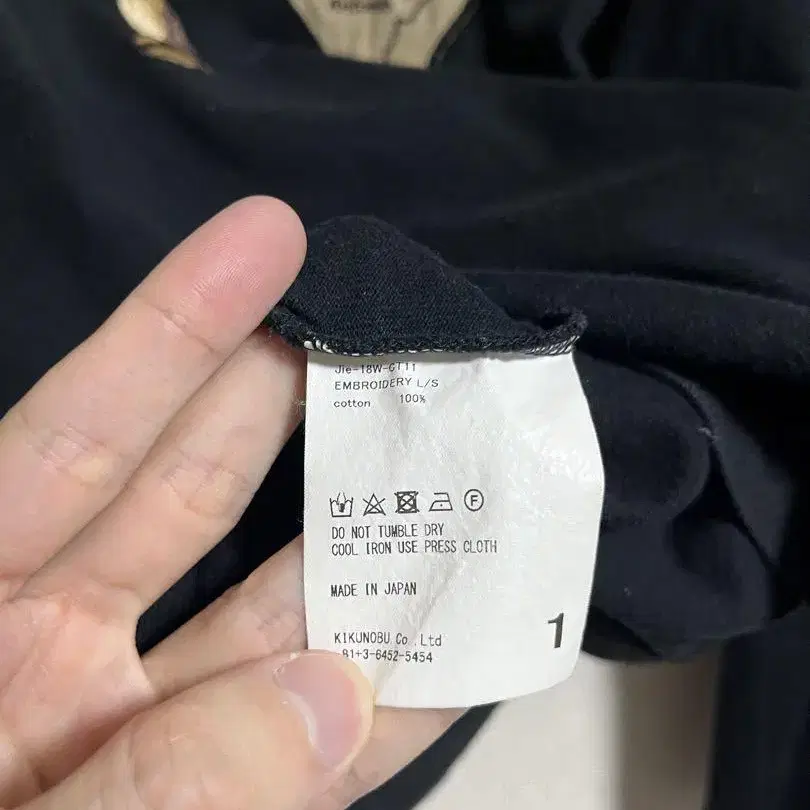 Jie-18W-CT11
EMBROIDERY L/S
cotton 100%
F
DO NOT TUMBLE DRY
COOL IRON USE PRESS CLOTH
MADE IN JAPAN
1
KIKUNOBU Co.,Ltd
81+3-6452-5454